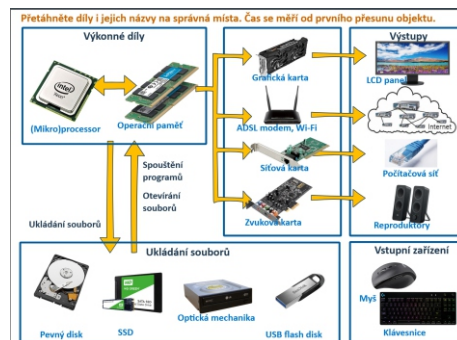 Přetáhněte díly i jejich názvy na správná místa. Čas se měří od prvního přesunu objektu.
Výkonné díly
Výstupy
intel
(Mikro)processor
Operační paměť
Grafická karta
LCD panel
ADSL modem, Wi-Fi
Internet
Síťová karta
Počítačová síť
Zvuková karta
Reproduktory
Spouštění
programů
Otevírání
souborů
Ukládání souborů
Ukládání souborů
Vstupní zařízení
Pevný disk
SSD
Optická mechanika
USB flash disk
Myš
Klávesnice